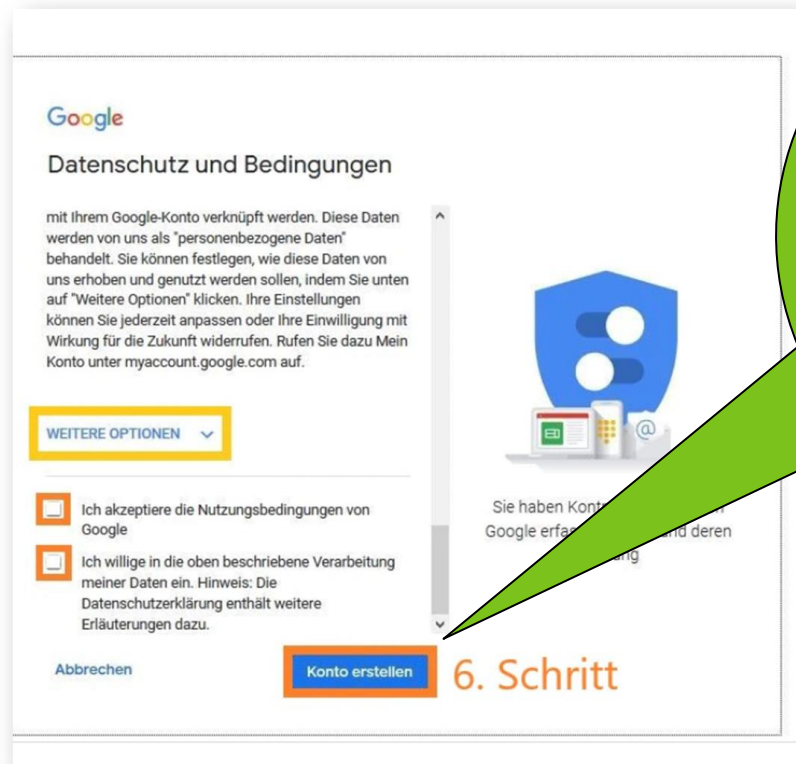 Google
Datenschutz und Bedingungen
mit Ihrem Google-Konto verknüpft werden. Diese Daten
werden von uns als "personenbezogene Daten"
behandelt. Sie können festlegen, wie diese Daten von
uns erhoben und genutzt werden sollen, indem Sie unten
auf "Weitere Optionen" klicken. Ihre Einstellungen
können Sie jederzeit anpassen oder Ihre Einwilligung mit
Wirkung für die Zukunft widerrufen. Rufen Sie dazu Mein
Konto unter myaccount.google.com auf.
WEITERE OPTIONEN
Ich akzeptiere die Nutzungsbedingungen von
Google
Ich willige in die oben beschriebene Verarbeitung
meiner Daten ein. Hinweis: Die
Datenschutzerklärung enthält weitere
Erläuterungen dazu.
Abbrechen
Konto erstellen
6. Schritt
@
Sie haben
Google und deren